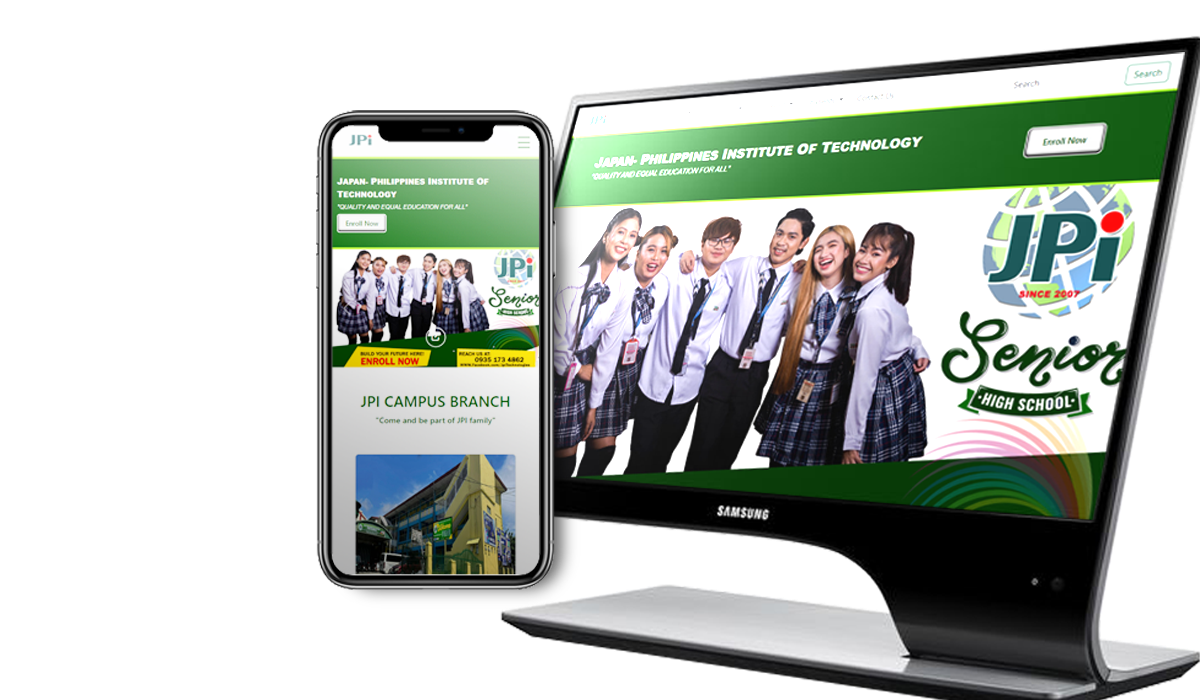 JPi
JAPAN- PHILIPPINES INSTITUTE OF
TECHNOLOGY
"QUALITY AND EQUAL EDUCATION FOR ALL"
Enroll Now
JPi
Senior
HIGH SCHOOL
BUILD YOUR FUTURE HERE!
ENROLL NOW
REACH US AT:
0935 173 4862
JPI CAMPUS BRANCH
"Come and be part of JPI family"
JPi
CONTACT US
Search
Search
JAPAN- PHILIPPINES INSTITUTE OF TECHNOLOGY
"QUALITY AND EQUAL EDUCATION FOR ALL"
Enroll Now
JPi
SINCE 2007
Senior
·HIGH SCHOOL·
SAMSUNG